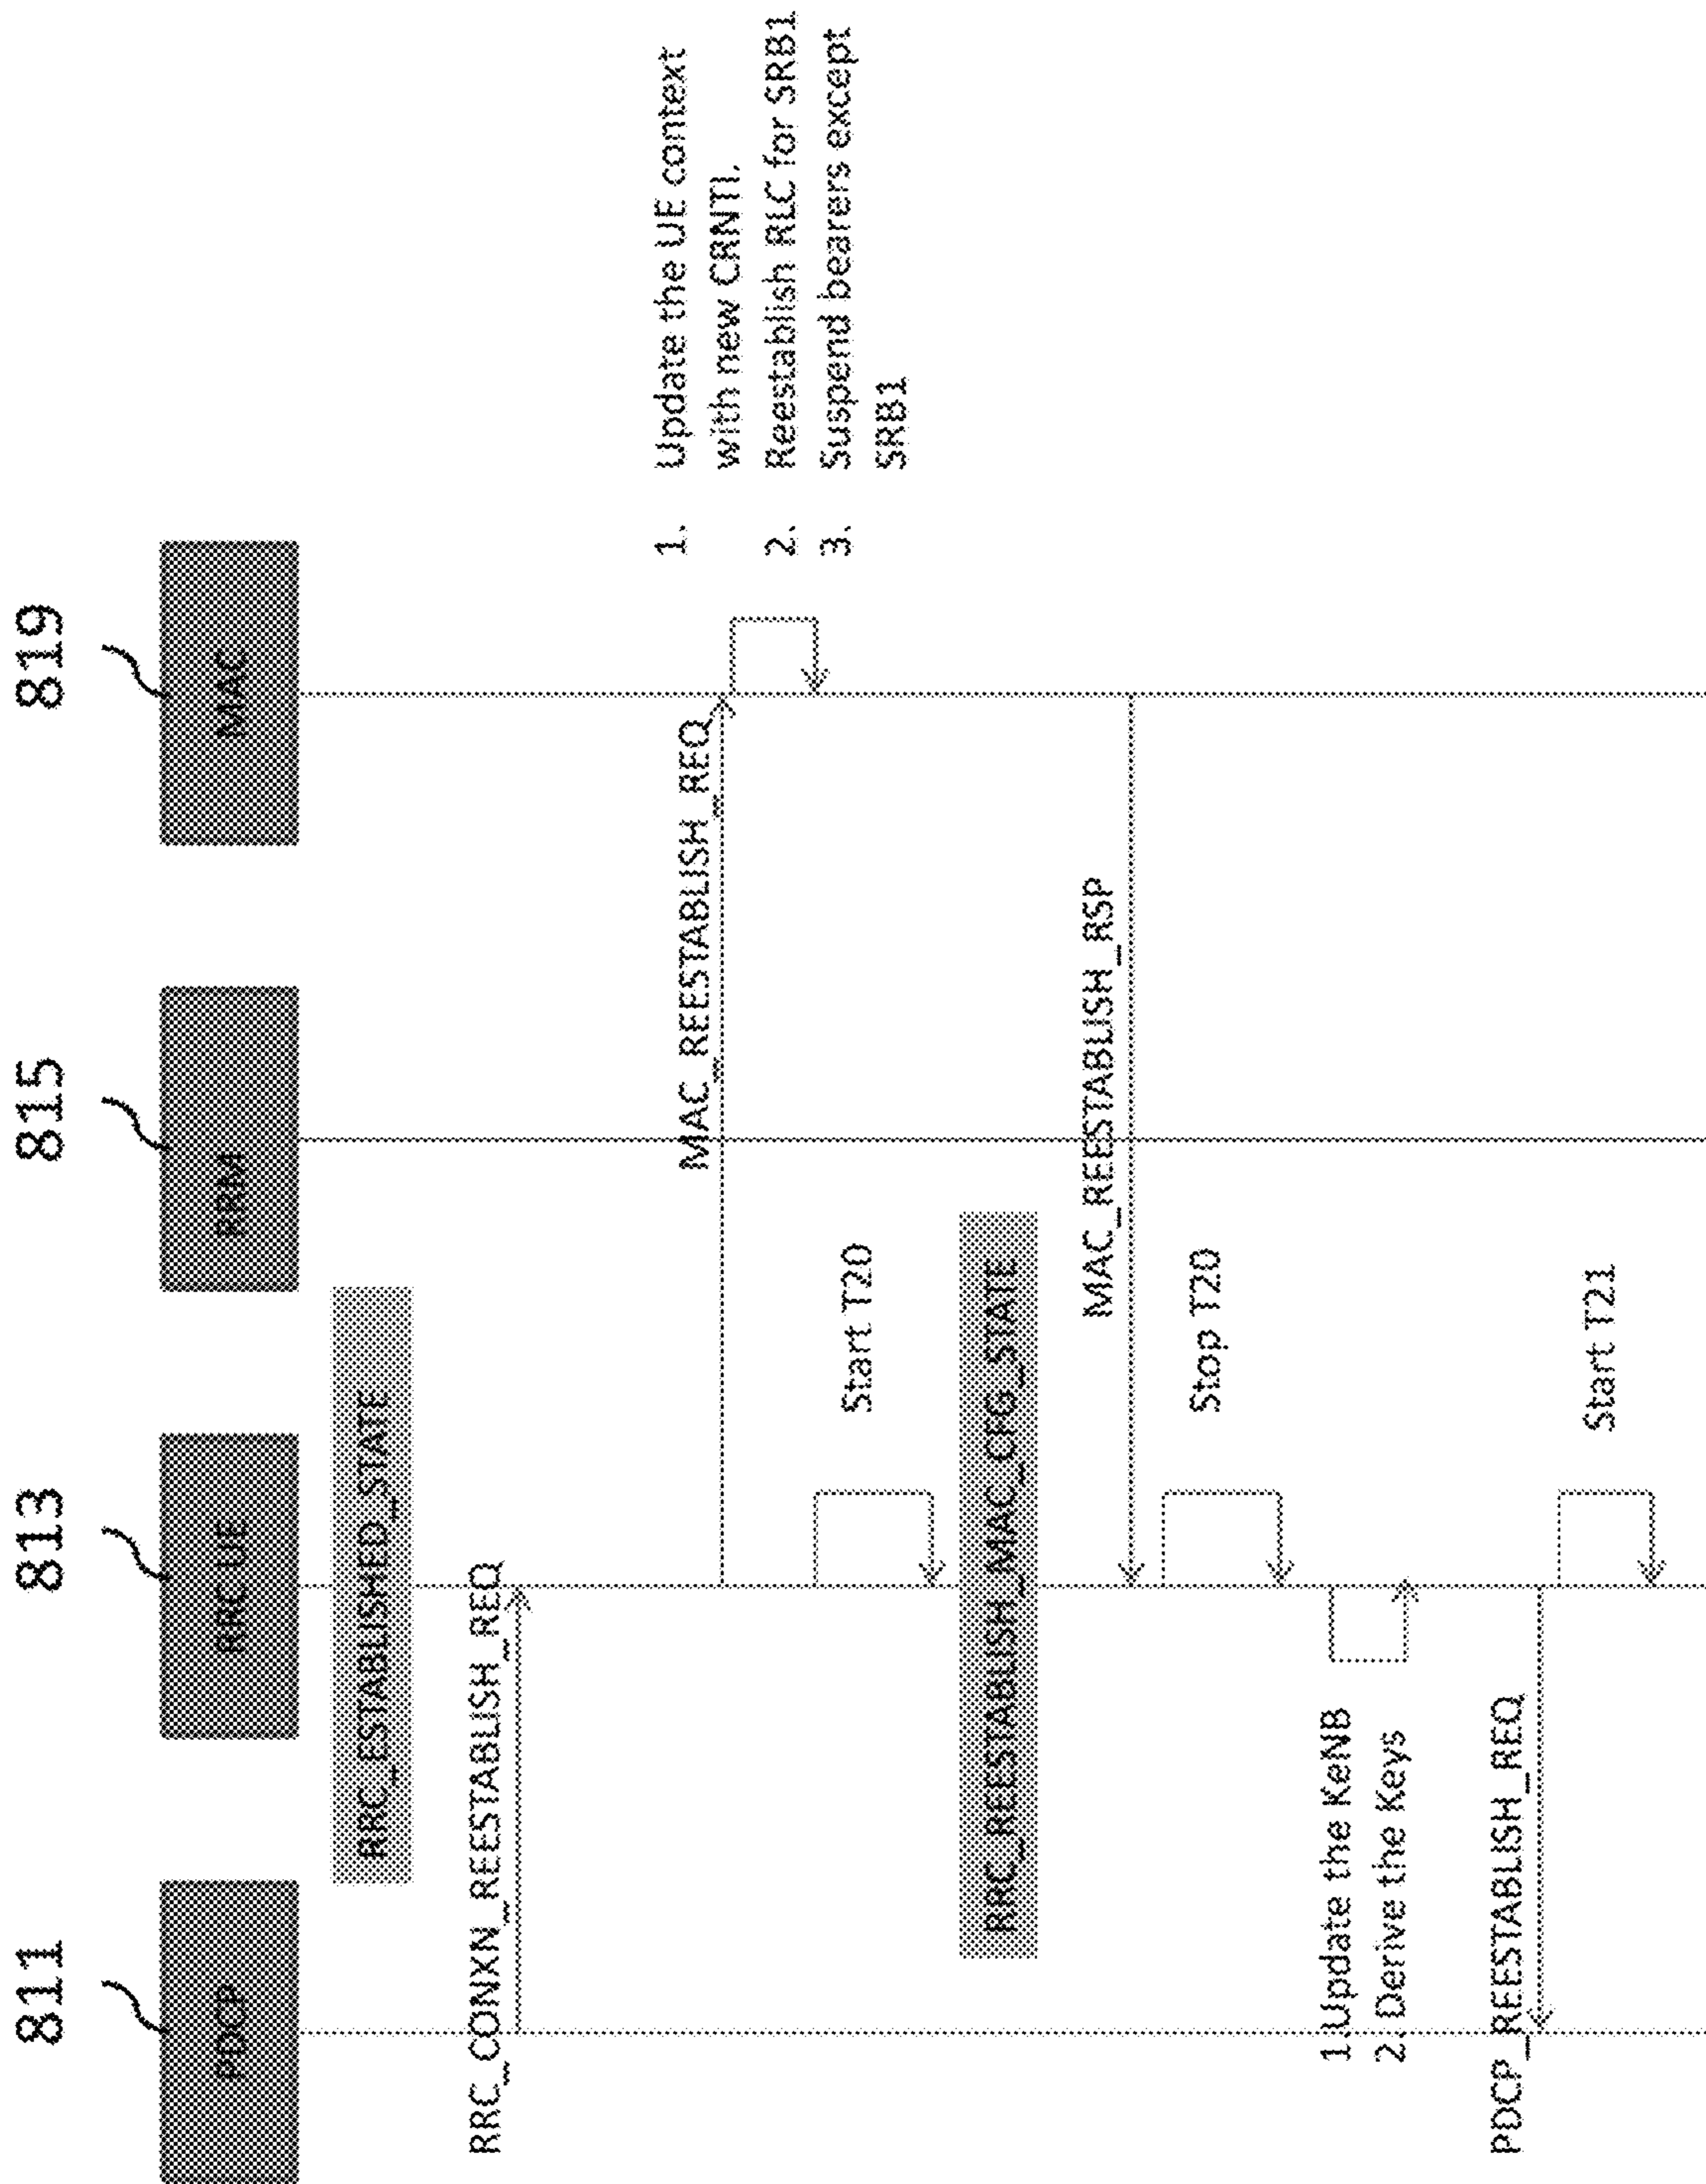 811
813
815
819
PDCP
RRCUE
RRM
MAC
RRC_ESTABLISHED_STATE
RRC_CONXN_REESTABLISH_REQ
MAC_REESTABLISH_REQ
1. Update the UE context
with new CRNTI.
2. Reestablish RLC for SRB1
3. Suspend bearers except
SRB1
Start T20
RRC_REESTABLISH_MAC_CFG_STATE
MAC_REESTABLISH_RSP
Stop T20
1.Update the KeNB
2. Derive the Keys
PDCP_REESTABLISH_REQ
Start T21